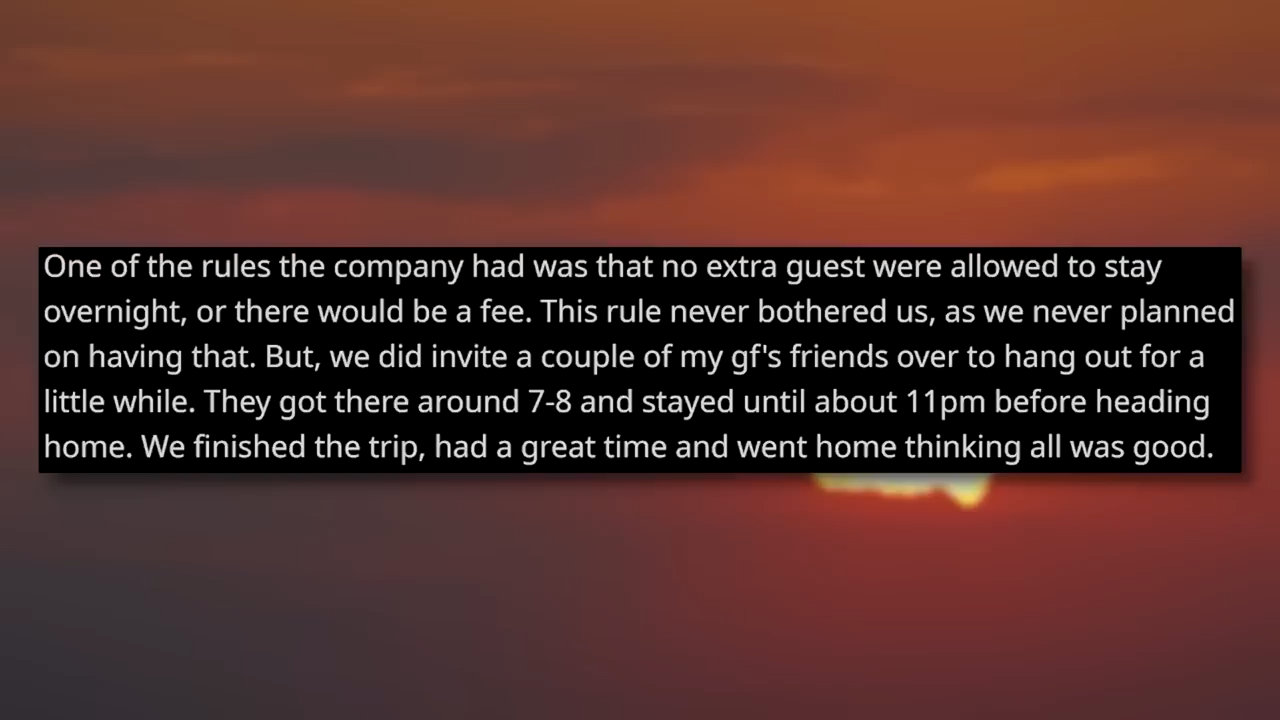 One of the rules the company had was that no extra guest were allowed to stay
overnight, or there would be a fee. This rule never bothered us, as we never planned
on having that. But, we did invite a couple of my gf's friends over to hang out for a
little while. They got there around 7-8 and stayed until about 11pm before heading
home. We finished the trip, had a great time and went home thinking all was good.